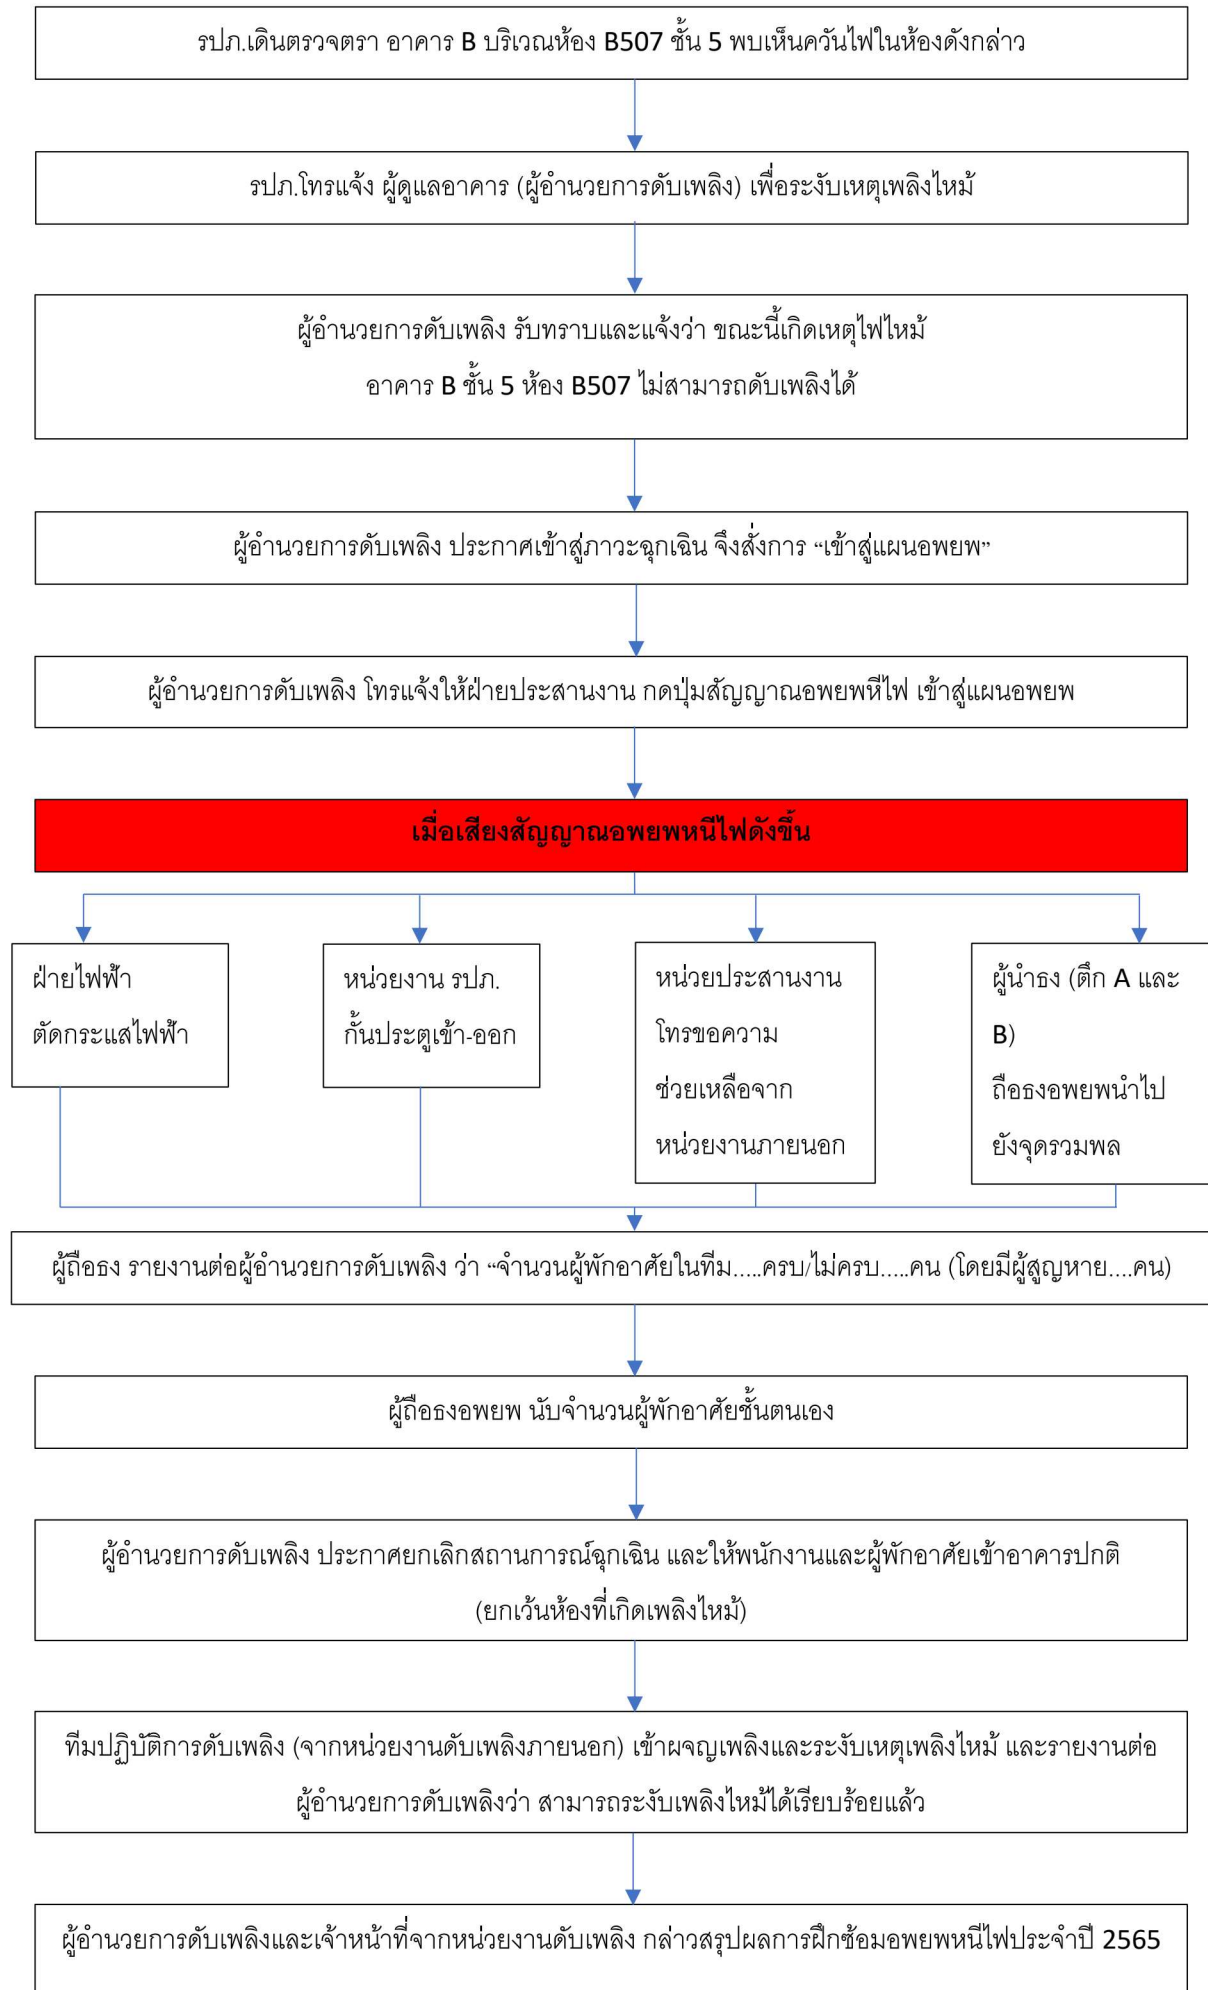 รปภ.เดินตรวจตรา อาคาร B บริเวณห้อง B507 ชั้น 5 พบเห็นควันไฟในห้องดังกล่าว
รปภ.โทรแจ้ง ผู้ดูแลอาคาร (ผู้อำนวยการดับเพลิง) เพื่อระงับเหตุเพลิงไหม้
ผู้อำนวยการดับเพลิง รับทราบและแจ้งว่า ขณะนี้เกิดเหตุไฟไหม้
อาคาร B ชั้น 5 ห้อง B507 ไม่สามารถดับเพลิงได้
ผู้อำนวยการดับเพลิง ประกาศเข้าสู่ภาวะฉุกเฉิน จึงสั่งการ “เข้าสู่แผนอพยพ”
ผู้อำนวยการดับเพลิง โทรแจ้งให้ฝ่ายประสานงาน กดปุ่มสัญญาณอพยพหีไฟ เข้าสู่แผนอพยพ
เมื่อเสียงสัญญาณอพยพหนีไฟดังขึ้น
ฝ่ายไฟฟ้า
ตัดกระแสไฟฟ้า
หน่วยงาน รปภ.
กั้นประตูเข้า-ออก
หน่วยประสานงาน
โทรขอความ
ช่วยเหลือจาก
หน่วยงานภายนอก
ผู้นำธง (ตึก A และ
B)
ถือธงอพยพนำไป
ยังจุดรวมพล
ผู้ถือธง รายงานต่อผู้อำนวยการดับเพลิง ว่า “จำนวนผู้พักอาศัยในทีม.....ครบ/ไม่ครบ.....คน (โดยมีผู้สูญหาย....คน)
ผู้ถือธงอพยพ นับจำนวนผู้พักอาศัยชั้นตนเอง
ผู้อำนวยการดับเพลิง ประกาศยกเลิกสถานการณ์ฉุกเฉิน และให้พนักงานและผู้พักอาศัยเข้าอาคารปกติ
(ยกเว้นห้องที่เกิดเพลิงไหม้)
ทีมปฏิบัติการดับเพลิง (จากหน่วยงานดับเพลิงภายนอก) เข้าผจญเพลิงและระงับเหตุเพลิงไหม้ และรายงานต่อ
ผู้อำนวยการดับเพลิงว่า สามารถระงับเพลิงไหม้ได้เรียบร้อยแล้ว
ผู้อำนวยการดับเพลิงและเจ้าหน้าที่จากหน่วยงานดับเพลิง กล่าวสรุปผลการฝึกซ้อมอพยพหนีไฟประจำปี 2565